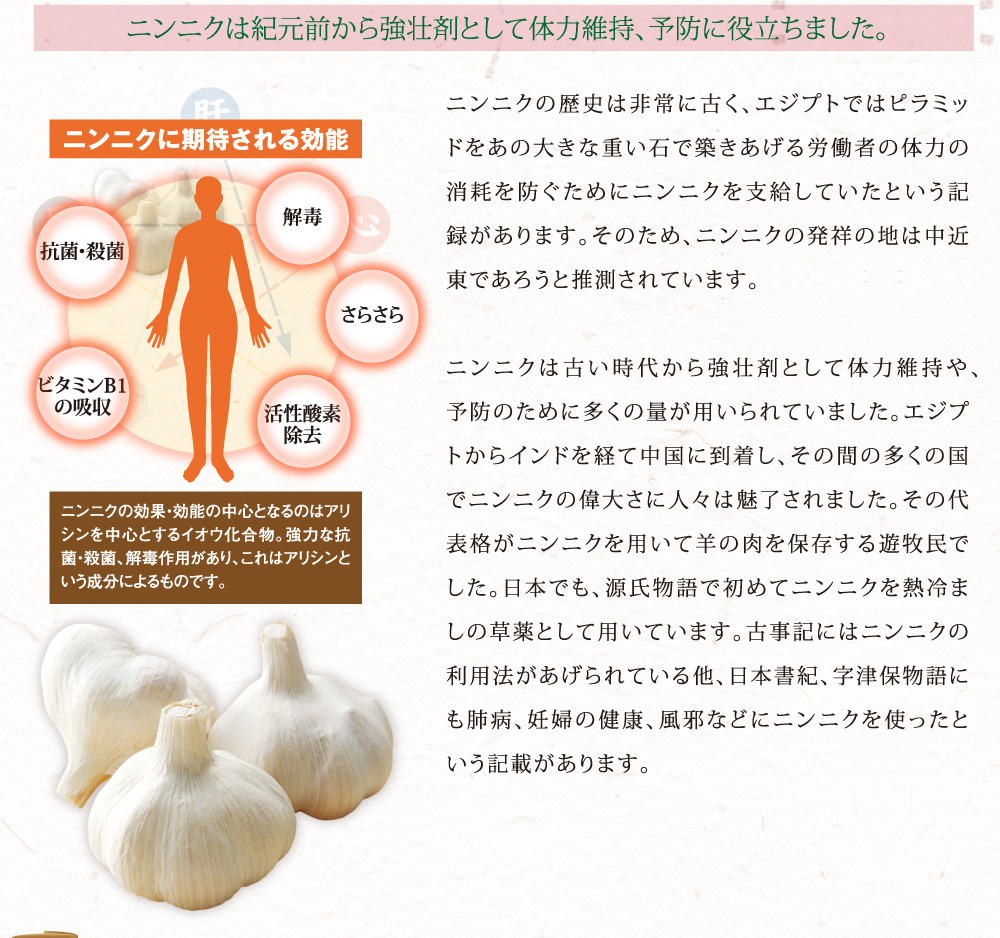 ニンニクは紀元前から強壮剤として体力維持、予防に役立ちました。
肝
心
ニンニクに期待される効能
解毒
抗菌・殺菌
さらさら
ビタミンB1
の吸収
活性酸素
除去
ニンニクの効果・効能の中心となるのはアリ
シンを中心とするイオウ化合物。強力な抗
菌・殺菌、解毒作用があり、これはアリシンと
いう成分によるものです。
ニンニクの歴史は非常に古く、エジプトではピラミッ
ドをあの大きな重い石で築きあげる労働者の体力の
消耗を防ぐためにニンニクを支給していたという記
録があります。そのため、ニンニクの発祥の地は中近
東であろうと推測されています。
ニンニクは古い時代から強壮剤として体力維持や、
予防のために多くの量が用いられていました。エジプ
トからインドを経て中国に到着し、その間の多くの国
でニンニクの偉大さに人々は魅了されました。その代
表格がニンニクを用いて羊の肉を保存する遊牧民で
した。日本でも、源氏物語で初めてニンニクを熱冷ま
しの草薬として用いています。古事記にはニンニクの
利用法があげられている他、日本書紀、字津保物語に
も肺病、妊婦の健康、風邪などにニンニクを使ったと
いう記載があります。